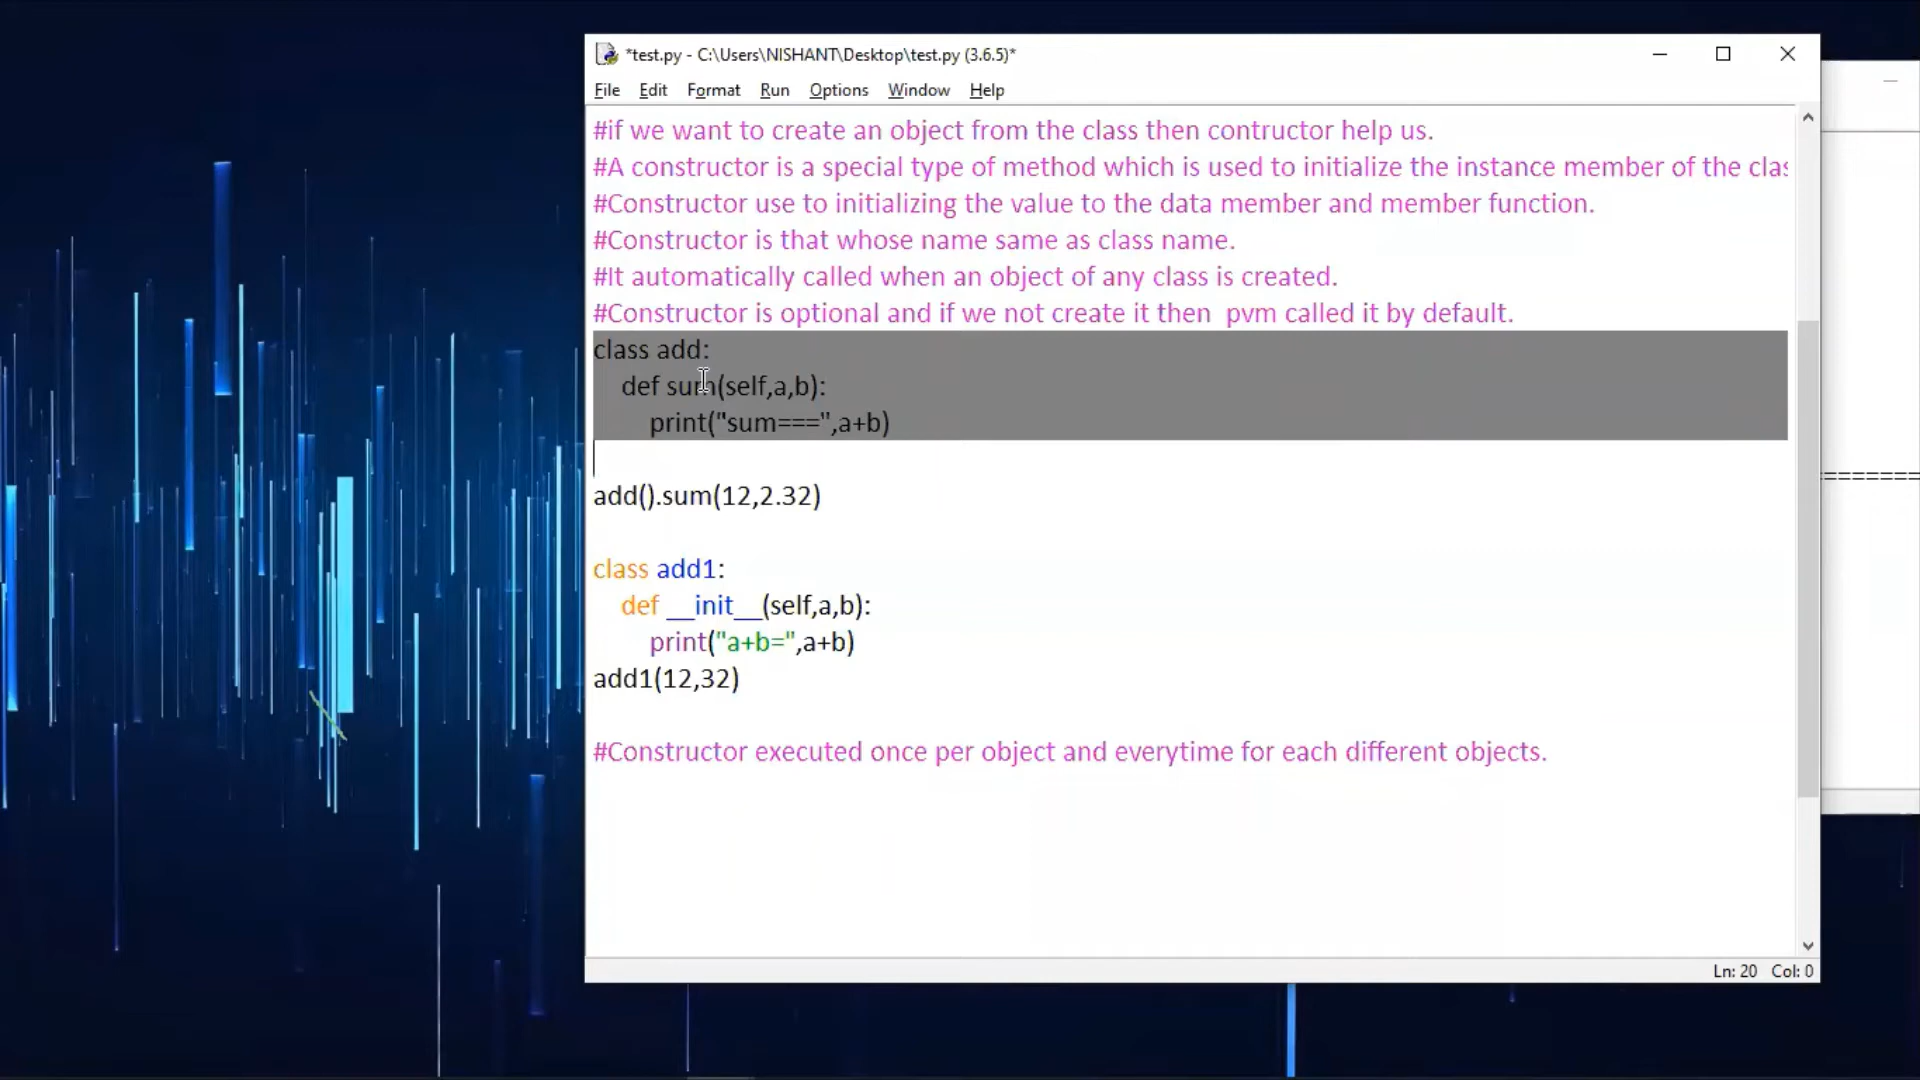 *test.py - C:\Users\NISHANT\Desktop\test.py (3.6.5)*
File Edit Format Run Options Window Help
#if we want to create an object from the class then contructor help us.
#A constructor is a special type of method which is used to initialize the instance member of the clas
#Constructor use to initializing the value to the data member and member function.
#Constructor is that whose name same as class name.
#It automatically called when an object of any class is created.
#Constructor is optional and if we not create it then  pvm called it by default.
class add:
    def sum(self,a,b):
        print("sum===",a+b)
add().sum(12,2.32)
class add1:
    def __init__(self,a,b):
        print("a+b=",a+b)
add1(12,32)
#Constructor executed once per object and everytime for each different objects.
Ln: 20 Col: 0